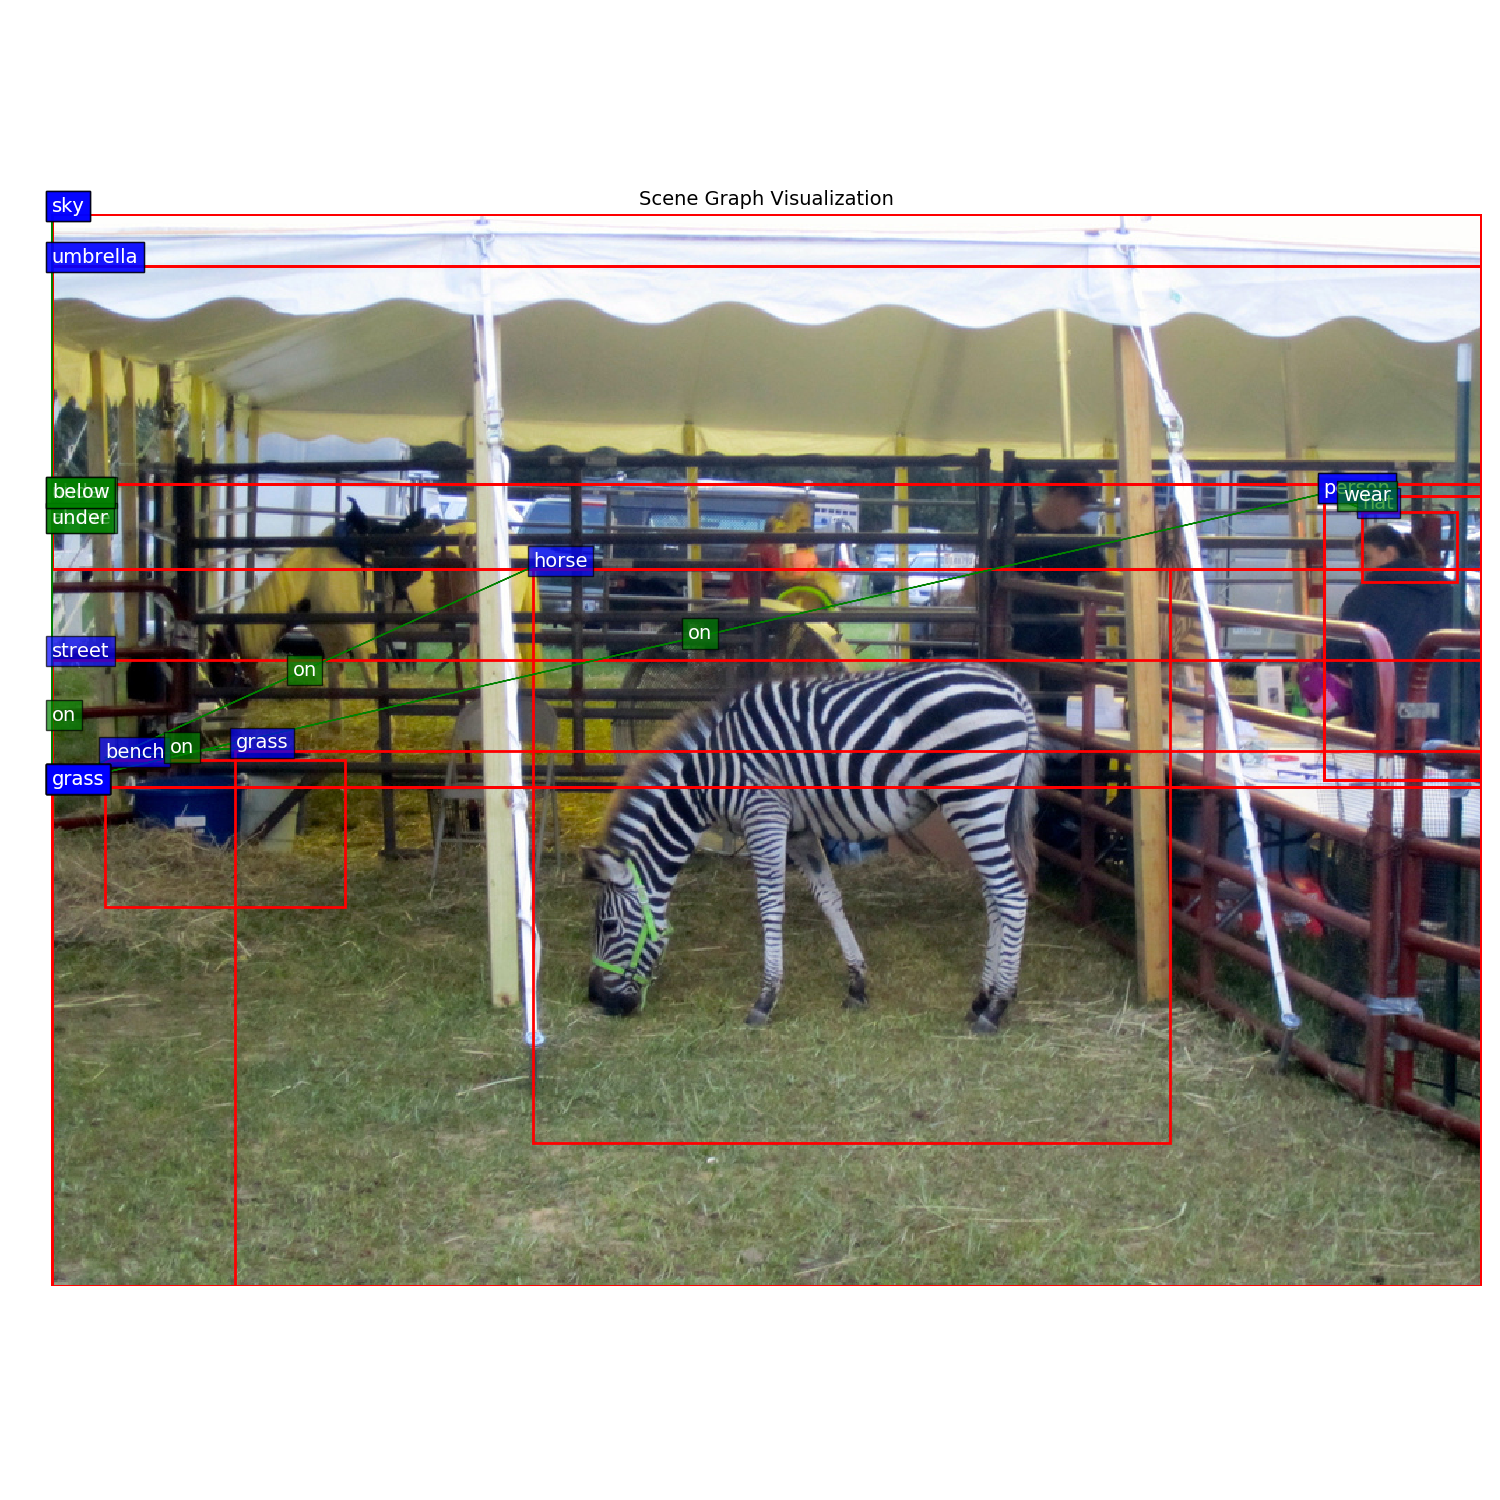 Scene Graph Visualization
sky
umbrella
below
under
person
wear
hat
horse
on
street
on
on
bench
on
grass
grass